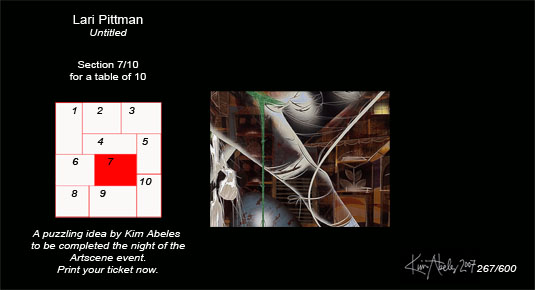 Lari Pittman
Untitled
Section 7/10
for a table of 10
1 2 3
4 5
6 7
10
8 9
A puzzling idea by Kim Abeles
to be completed the night of the
Artscene event.
Print your ticket now.
Kim Abeles 2007 267/600